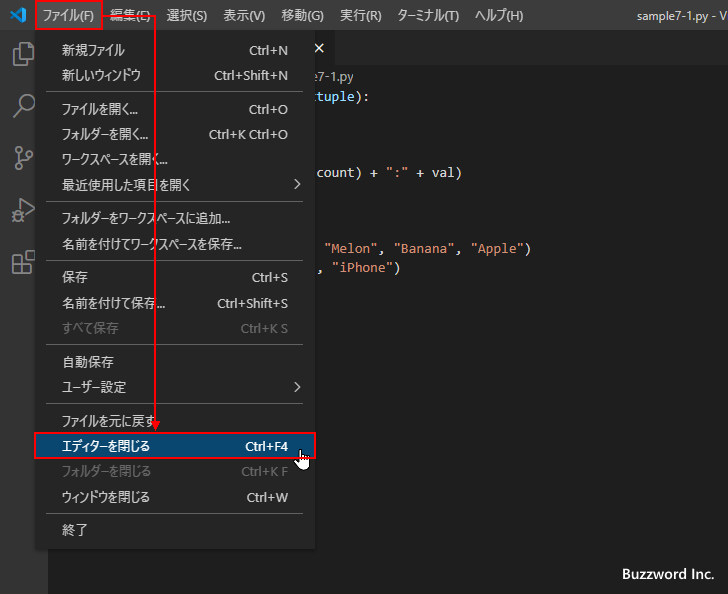 ファイル(F) 編集(E) 選択(S) 表示(V) 移動(G) 実行(R) ターミナル(T) ヘルプ(H) sample7-1.py - V
新規ファイル Ctrl+N
新しいウィンドウ Ctrl+Shift+N
e7-1.py
tuple):
ファイルを開く... Ctrl+O
フォルダーを開く... Ctrl+K Ctrl+O
ワークスペースを開く...
count) + ":" + val)
最近使用した項目を開く
フォルダーをワークスペースに追加...
名前を付けてワークスペースを保存...
"Melon", "Banana", "Apple")
, "iPhone")
保存 Ctrl+S
名前を付けて保存... Ctrl+Shift+S
すべて保存 Ctrl+K S
自動保存
ユーザー設定
ファイルを元に戻す
エディターを閉じる Ctrl+F4
フォルダーを閉じる Ctrl+K F
ウィンドウを閉じる Ctrl+W
終了
Buzzword Inc.